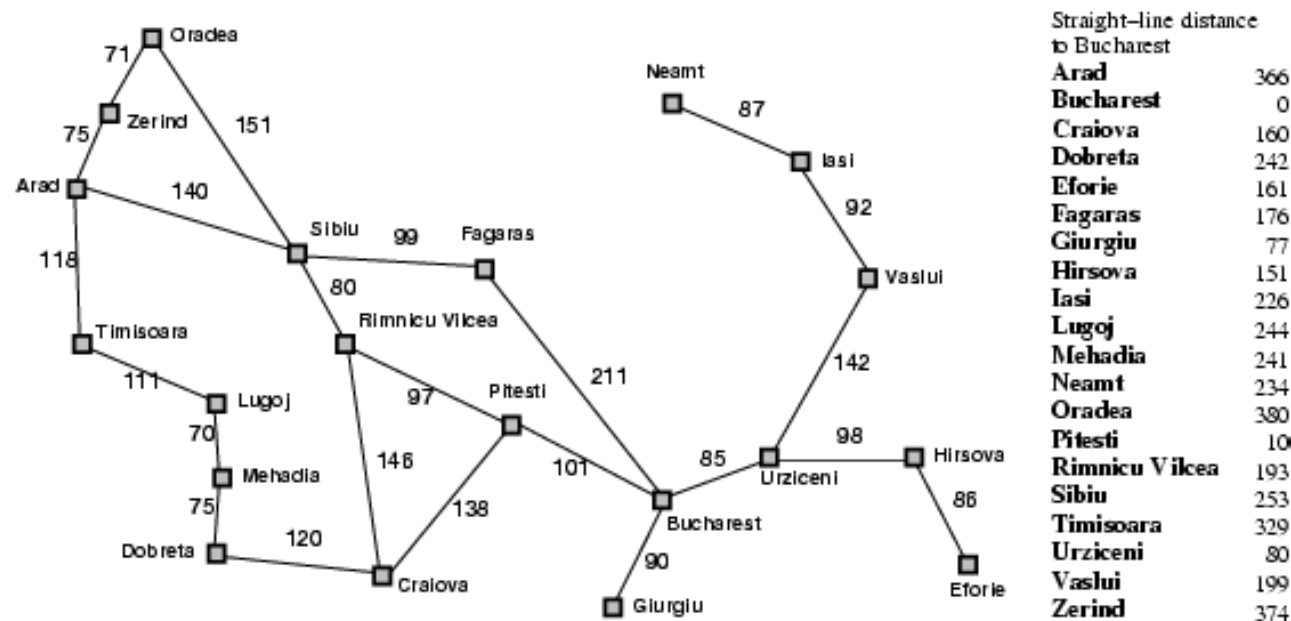 Oradea
71
Neamt
87
Zerind
151
75
Iasi
Arad
140
92
Sibiu
99
Fagaras
118
80
Vaslui
Timisoara
Rimnicu Vilcea
142
111
211
Lugoj
97
Pitesti
70
98
Hirsova
146
101
85
Urziceni
Mehadia
138
86
75
Bucharest
Dobreta
120
90
Craiova
Eforie
Giurgiu
Straight–line distance
to Bucharest
Arad 366
Bucharest 0
Craiova 160
Dobreta 242
Eforie 161
Fagaras 176
Giurgiu 77
Hirsova 151
Iasi 226
Lugoj 244
Mehadia 241
Neamt 234
Oradea 380
Pitesti 10
Rimnicu Vilcea 193
Sibiu 253
Timisoara 329
Urziceni 80
Vaslui 199
Zerind 374